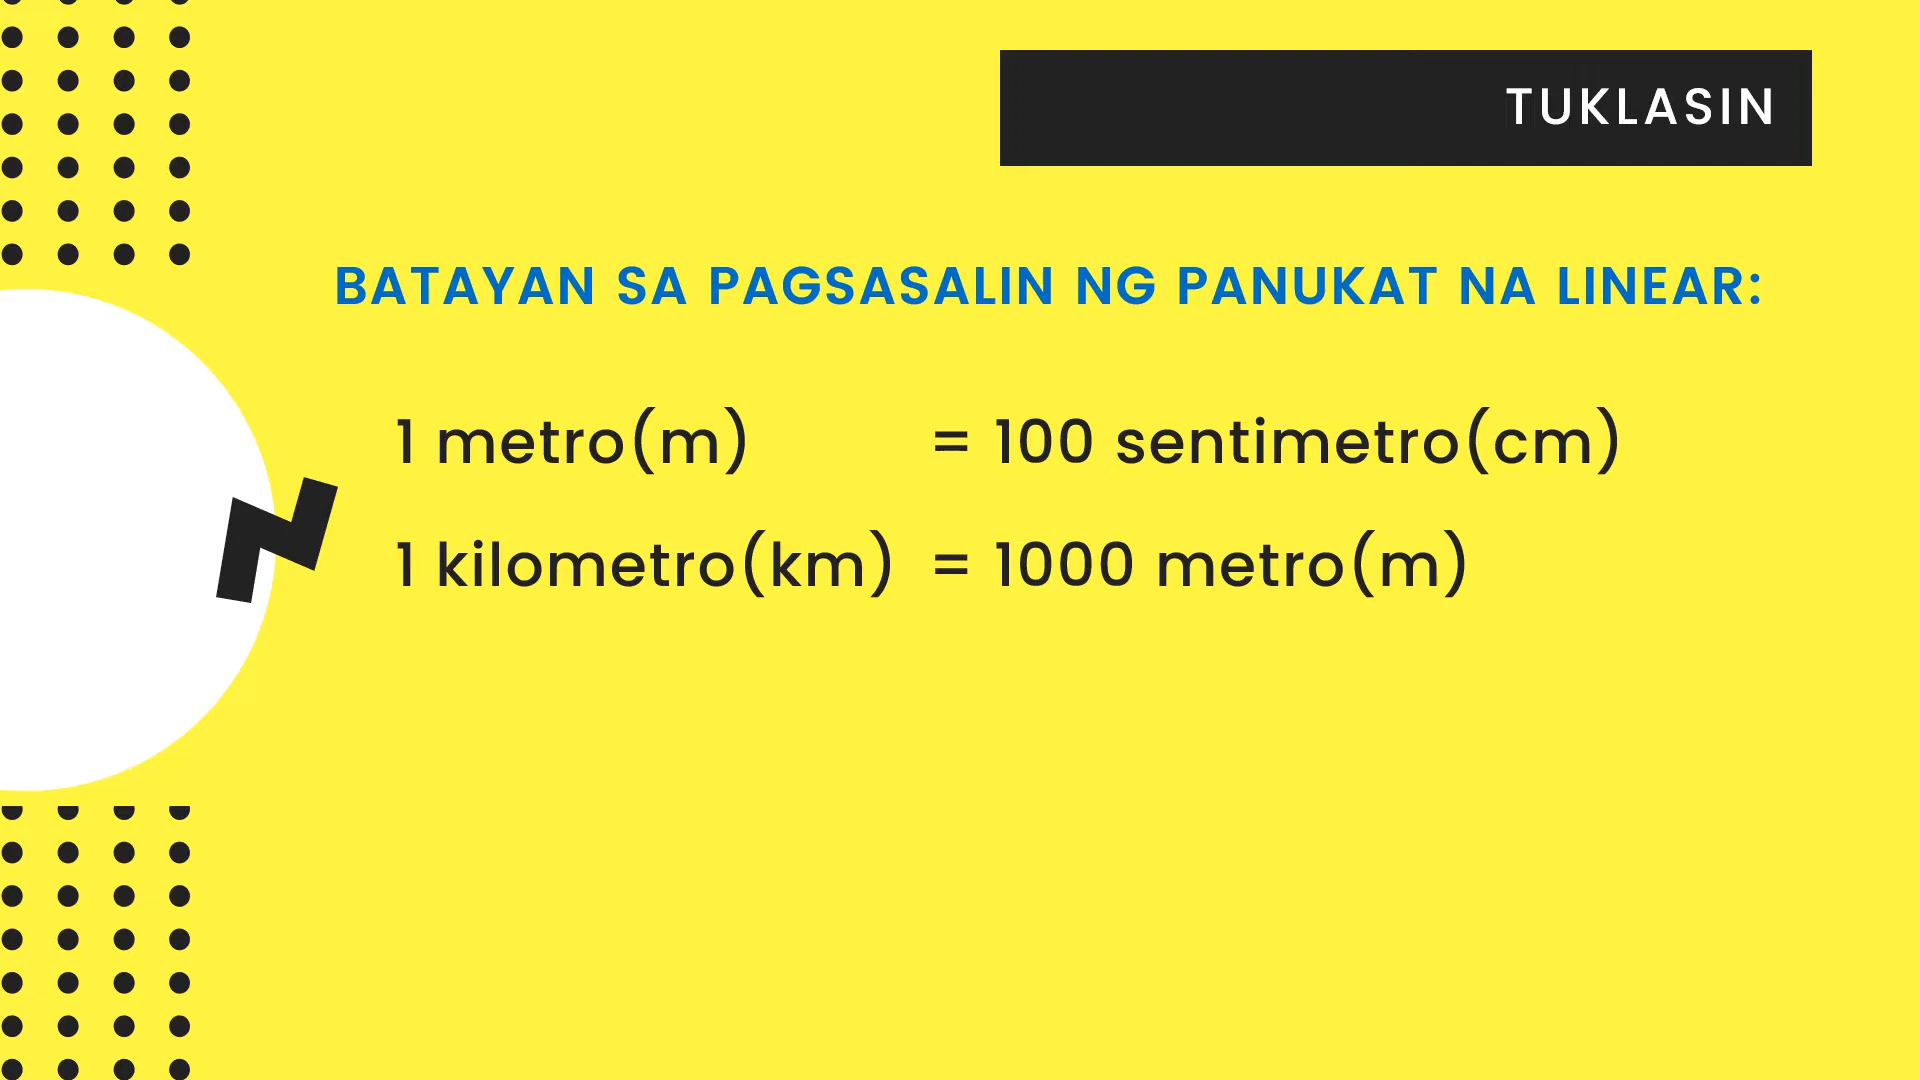 TUKLASIN
BATAYAN SA PAGSASALIN NG PANUKAT NA LINEAR:
1 metro(m) = 100 sentimetro(cm)
1 kilometro(km) = 1000 metro(m)